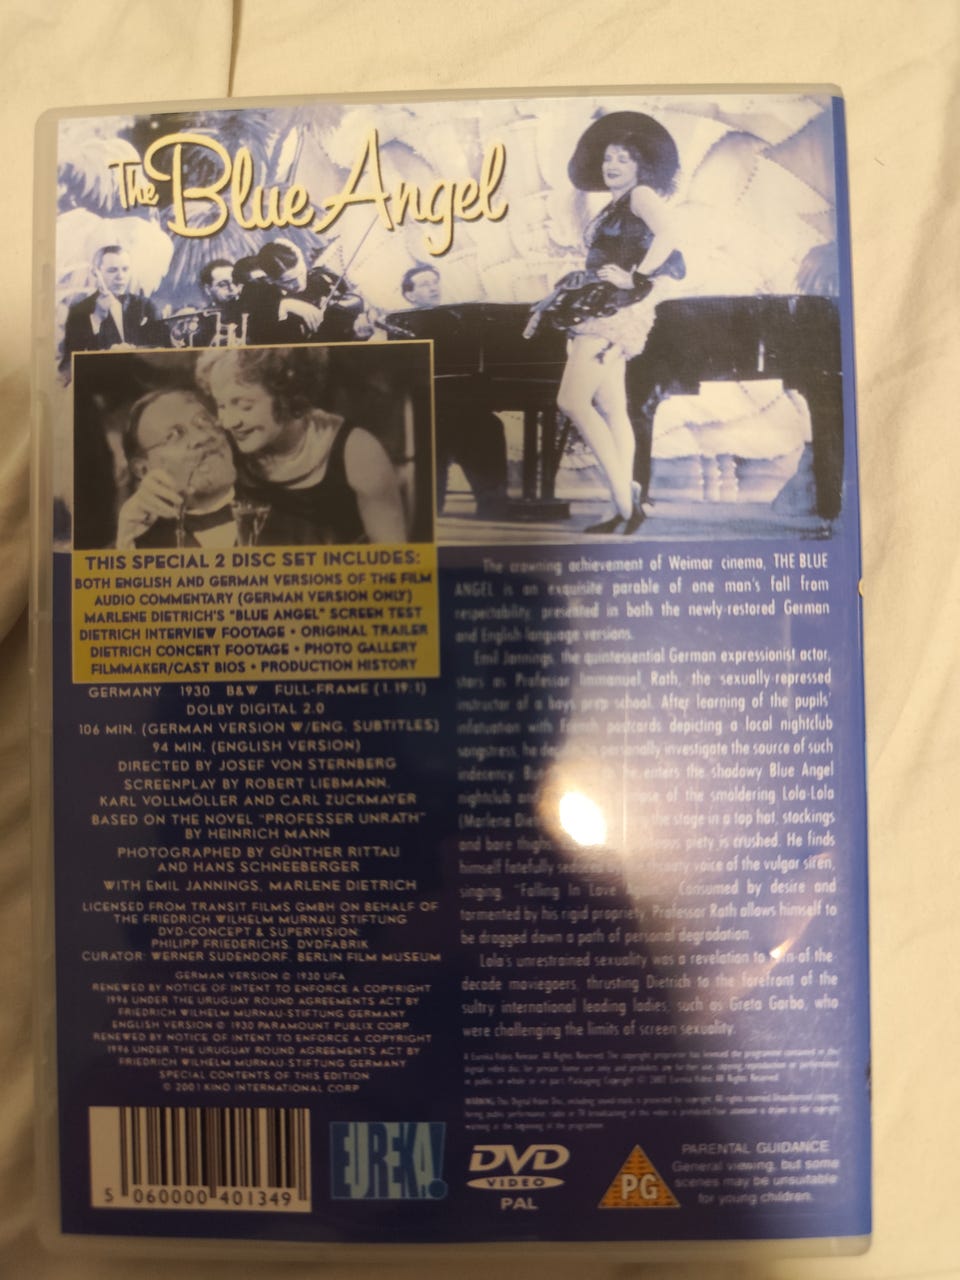 The Blue Angel
THIS SPECIAL 2 DISC SET INCLUDES:
BOTH ENGLISH AND GERMAN VERSIONS OF THE FILM
AUDIO COMMENTARY (GERMAN VERSION ONLY)
MARLENE DIETRICH'S "BLUE ANGEL" SCREEN TEST
DIETRICH INTERVIEW FOOTAGE • ORIGINAL TRAILER
DIETRICH CONCERT FOOTAGE • PHOTO GALLERY
FILMMAKER/CAST BIOS • PRODUCTION HISTORY
GERMANY 1930 B&W FULL-FRAME (1.19:1)
DOLBY DIGITAL 2.0
106 MIN. (GERMAN VERSION W/ENG. SUBTITLES)
94 MIN. (ENGLISH VERSION)
DIRECTED BY JOSEF VON STERNBERG
SCREENPLAY BY ROBERT LIEBMANN,
KARL VOLLMÖLLER AND CARL ZUCKMAYER
BASED ON THE NOVEL "PROFESSER UNRATH"
BY HEINRICH MANN
PHOTOGRAPHED BY GÜNTHER RITTAU
AND HANS SCHNEEBERGER
WITH EMIL JANNINGS, MARLENE DIETRICH
LICENSED FROM TRANSIT FILMS GMBH ON BEHALF OF
THE FRIEDRICH WILHELM MURNAU STIFTUNG
DVD-CONCEPT & SUPERVISION:
PHILIPP FRIEDERICHS, DVDFABRIK
CURATOR: WERNER SUDENDORF, BERLIN FILM MUSEUM
GERMAN VERSION © 1930 UFA
RENEWED BY NOTICE OF INTENT TO ENFORCE A COPYRIGHT
1996 UNDER THE URUGUAY ROUND AGREEMENTS ACT BY
FRIEDRICH WILHELM MURNAU-STIFTUNG GERMANY
ENGLISH VERSION © 1930 PARAMOUNT PUBLIX CORP.
RENEWED BY NOTICE OF INTENT TO ENFORCE A COPYRIGHT
1996 UNDER THE URUGUAY ROUND AGREEMENTS ACT BY
FRIEDRICH WILHELM MURNAU-STIFTUNG GERMANY
SPECIAL CONTENTS OF THIS EDITION
© 2001 KINO INTERNATIONAL CORP
The crowning achievement of Weimar cinema, THE BLUE
ANGEL is an exquisite parable of one man's fall from
respectability, presented in both the newly-restored German
and English language versions.
Emil Jannings, the quintessential German expressionist actor,
stars as Professor Immanuel Rath, the sexually-repressed
instructor of a boys prep school. After learning of the pupils'
infatuation with French postcards depicting a local nightclub
songstress, he decides to personally investigate the source of such
indecency. But he enters the shadowy Blue Angel
nightclub and of the smoldering Lola-Lola
(Marlene the stage in a top hat, stockings
and bare thighs piety is crushed. He finds
himself fatefully seduced by throaty voice of the vulgar siren,
singing, "Falling In Love Again." Consumed by desire and
tormented by his rigid propriety, Professor Rath allows himself to
be dragged down a path of personal degradation.
Lola's unrestrained sexuality was a revelation to turn-of-the
decade moviegoers, thrusting Dietrich to the forefront of the
sultry international leading ladies, such as Greta Garbo, who
were challenging the limits of screen sexuality.
5 060000 401349
EUREKA!
DVD
VIDEO
PAL
PG
PARENTAL GUIDANCE
General viewing, but some
scenes may be unsuitable
for young children.